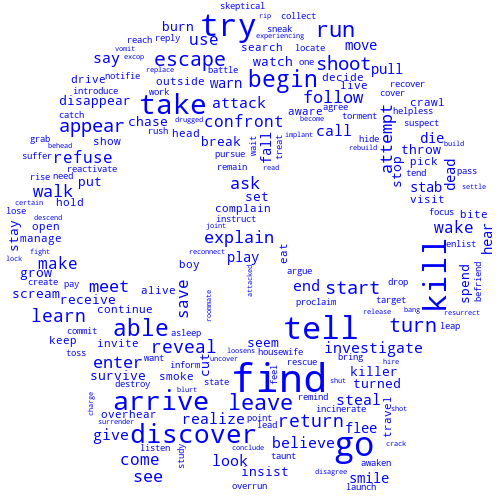 skeptical
try rip collect
burn sneak
reach reply use experiencing run
vomit say search locate move
excop escape watch one shoot pull
drive notifie replace battle
outside warn begin decide recover
introduce work live cover
disappear take attack follow agree crawl
catch drugged aware become torment helpless
appear chase confront call attempt suspect
rush head implant hide die
grab show break wait fall treat rebuild throw build
behead refuse pursue stop pick dead
suffer reactivate remain read tend pass
rise need put ask stab
certain walk instruct visit settle
hold set
lose complain focus bite
descend open joint wake hear
stay manage explain enlist
fight reconnect play eat kill
lock make boy argue
grow attacked spend befriend
create pay meet alive save end start drop
scream receive roommate proclaim target
learn continue release bang resurrect
commit able asleep tell turn leap
keep invite seem
toss reveal loosens housewife investigate
enter want cut uncover rescue bring hire
survive inform feel killer
smoke state find shut turned
destroy blurt remind
charge arrive leave steal travel shot
overhear incinerate
surrender realize point return
give discover lead believe flee go crack
listen conclude taunt disagree
come study look awaken
see insist smile
overrun launch